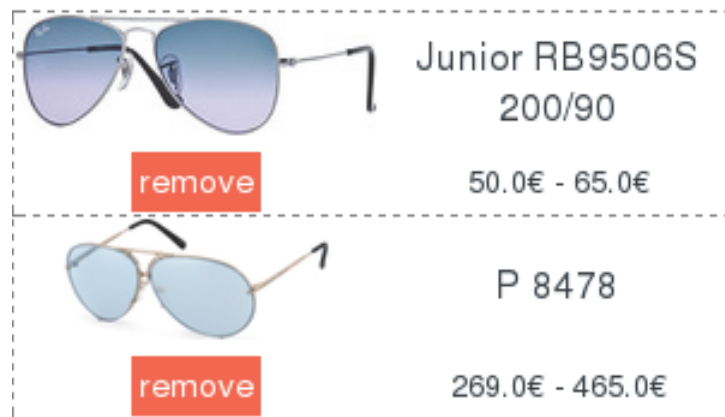 Junior RB9506S
200/90
remove
50.0€ - 65.0€
P 8478
remove
269.0€ - 465.0€